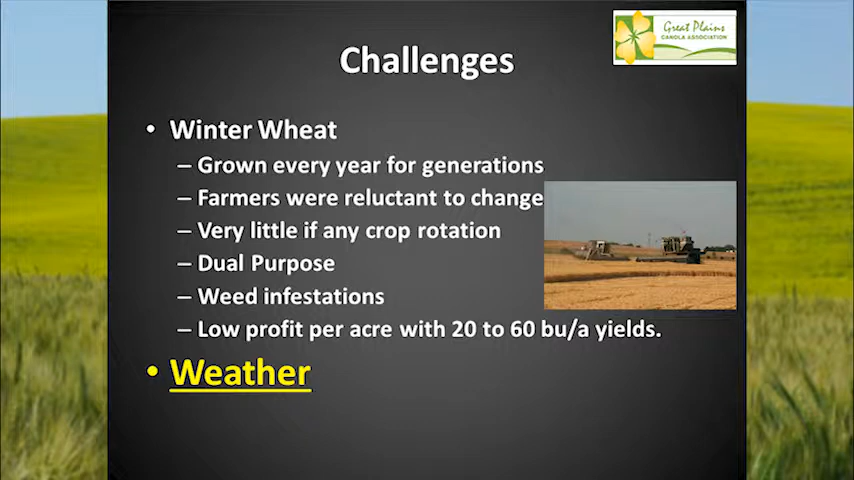 Great Plains
CANOLA ASSOCIATION
Challenges
• Winter Wheat
– Grown every year for generations
– Farmers were reluctant to change
– Very little if any crop rotation
– Dual Purpose
– Weed infestations
– Low profit per acre with 20 to 60 bu/a yields.
• Weather